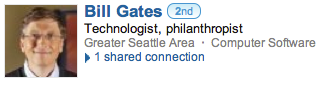 Bill Gates 2nd
Technologist, philanthropist
Greater Seattle Area · Computer Software
1 shared connection